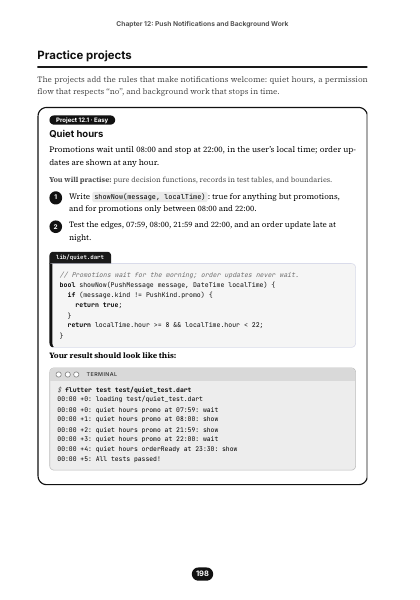 Chapter 12: Push Notifications and Background Work
Practice projects
The projects add the rules that make notifications welcome: quiet hours, a permission
flow that respects “no”, and background work that stops in time.
Project 12.1 · Easy
Quiet hours
Promotions wait until 08:00 and stop at 22:00, in the user’s local time; order up-
dates are shown at any hour.
You will practise: pure decision functions, records in test tables, and boundaries.
1 Write showNow(message, localTime): true for anything but promotions,
and for promotions only between 08:00 and 22:00.
2 Test the edges, 07:59, 08:00, 21:59 and 22:00, and an order update late at
night.
lib/quiet.dart
// Promotions wait for the morning; order updates never wait.
bool showNow(PushMessage message, DateTime localTime) {
  if (message.kind != PushKind.promo) {
    return true;
  }
  return localTime.hour >= 8 && localTime.hour < 22;
}
Your result should look like this:
TERMINAL
$ flutter test test/quiet_test.dart
00:00 +0: loading test/quiet_test.dart
00:00 +0: quiet hours promo at 07:59: wait
00:00 +1: quiet hours promo at 08:00: show
00:00 +2: quiet hours promo at 21:59: show
00:00 +3: quiet hours promo at 22:00: wait
00:00 +4: quiet hours orderReady at 23:30: show
00:00 +5: All tests passed!
198